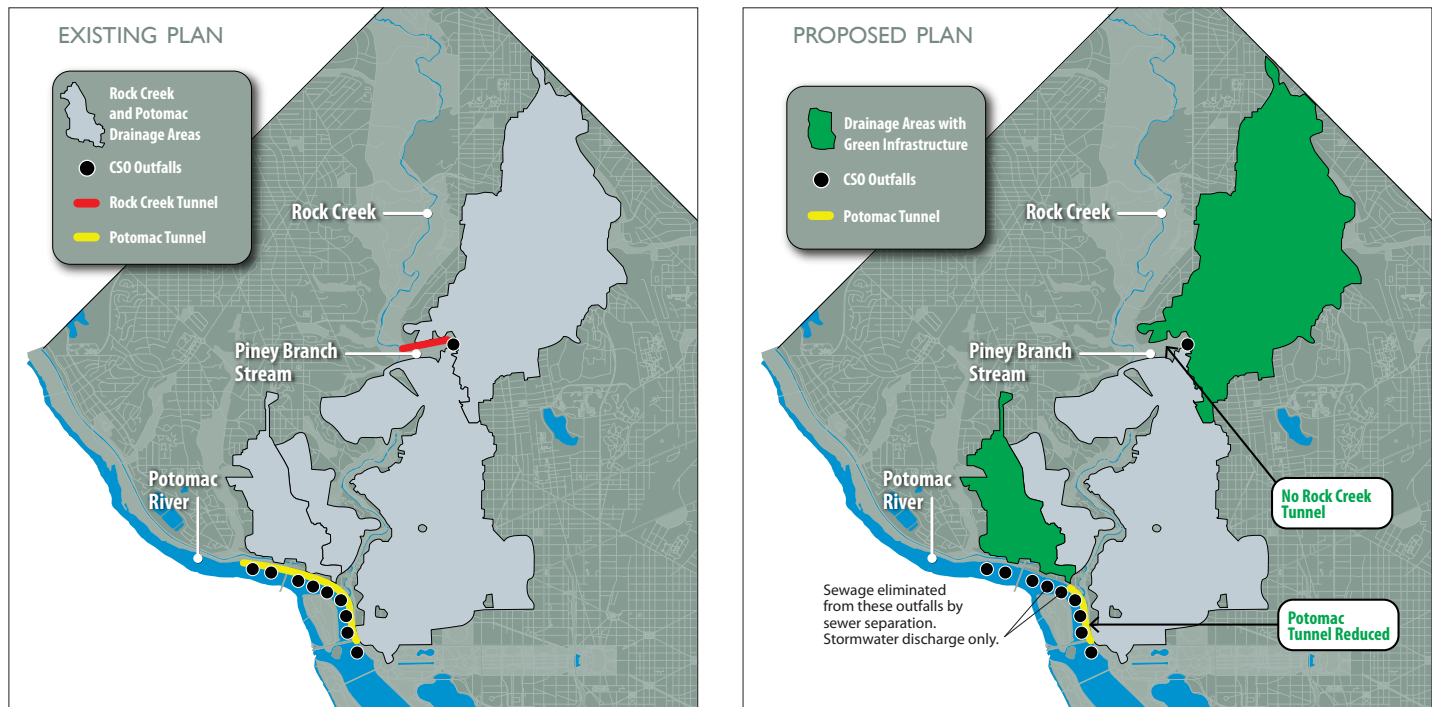 EXISTING PLAN
Rock Creek
and Potomac
Drainage Areas
CSO Outfalls
Rock Creek Tunnel
Potomac Tunnel
Rock Creek
Piney Branch
Stream
Potomac
River
PROPOSED PLAN
Drainage Areas with
Green Infrastructure
CSO Outfalls
Potomac Tunnel
Rock Creek
Piney Branch
Stream
Potomac
River
No Rock Creek
Tunnel
Sewage eliminated
from these outfalls by
sewer separation.
Stormwater discharge only.
Potomac
Tunnel Reduced